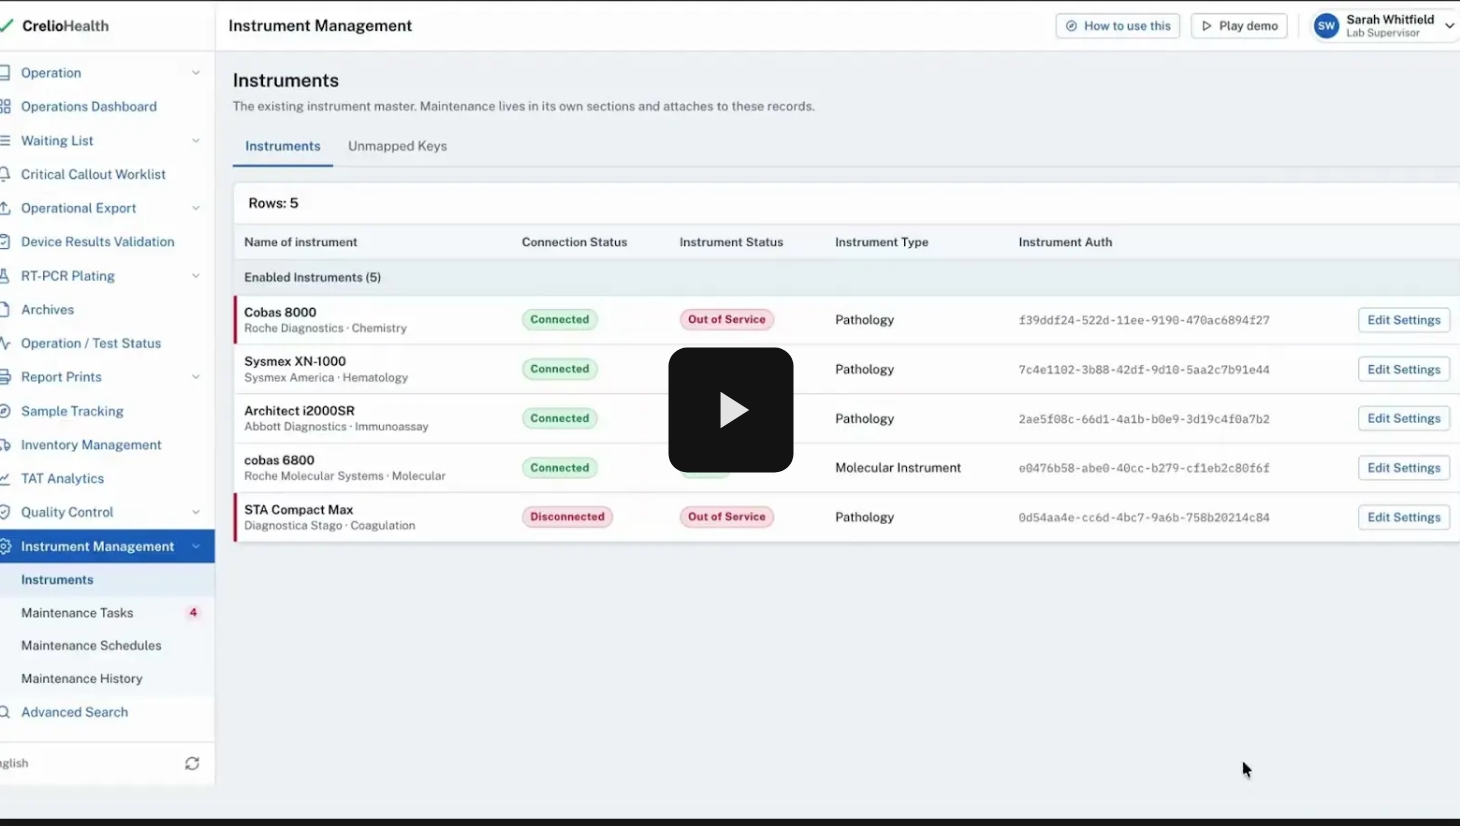 CrelioHealth
Instrument Management
How to use this
Play demo
SW
Sarah Whitfield
Lab Supervisor
Operation
Operations Dashboard
Waiting List
Critical Callout Worklist
Operational Export
Device Results Validation
RT-PCR Plating
Archives
Operation / Test Status
Report Prints
Sample Tracking
Inventory Management
TAT Analytics
Quality Control
Instrument Management
Instruments
Maintenance Tasks 4
Maintenance Schedules
Maintenance History
Advanced Search
nglish
Instruments
The existing instrument master. Maintenance lives in its own sections and attaches to these records.
Instruments Unmapped Keys
Rows: 5
Name of instrument Connection Status Instrument Status Instrument Type Instrument Auth
Enabled Instruments (5)
Cobas 8000
Roche Diagnostics · Chemistry
Connected Out of Service Pathology f39ddf24-522d-11ee-9190-470ac6894f27 Edit Settings
Sysmex XN-1000
Sysmex America · Hematology
Connected Pathology 7c4e1102-3b88-42df-9d10-5aa2c7b91e44 Edit Settings
Architect i2000SR
Abbott Diagnostics · Immunoassay
Connected Pathology 2ae5f08c-66d1-4a1b-b0e9-3d19c4f0a7b2 Edit Settings
cobas 6800
Roche Molecular Systems · Molecular
Connected Molecular Instrument e0476b58-abe0-40cc-b279-cf1eb2c80f6f Edit Settings
STA Compact Max
Diagnostica Stago · Coagulation
Disconnected Out of Service Pathology 0d54aa4e-cc6d-4bc7-9a6b-758b20214c84 Edit Settings